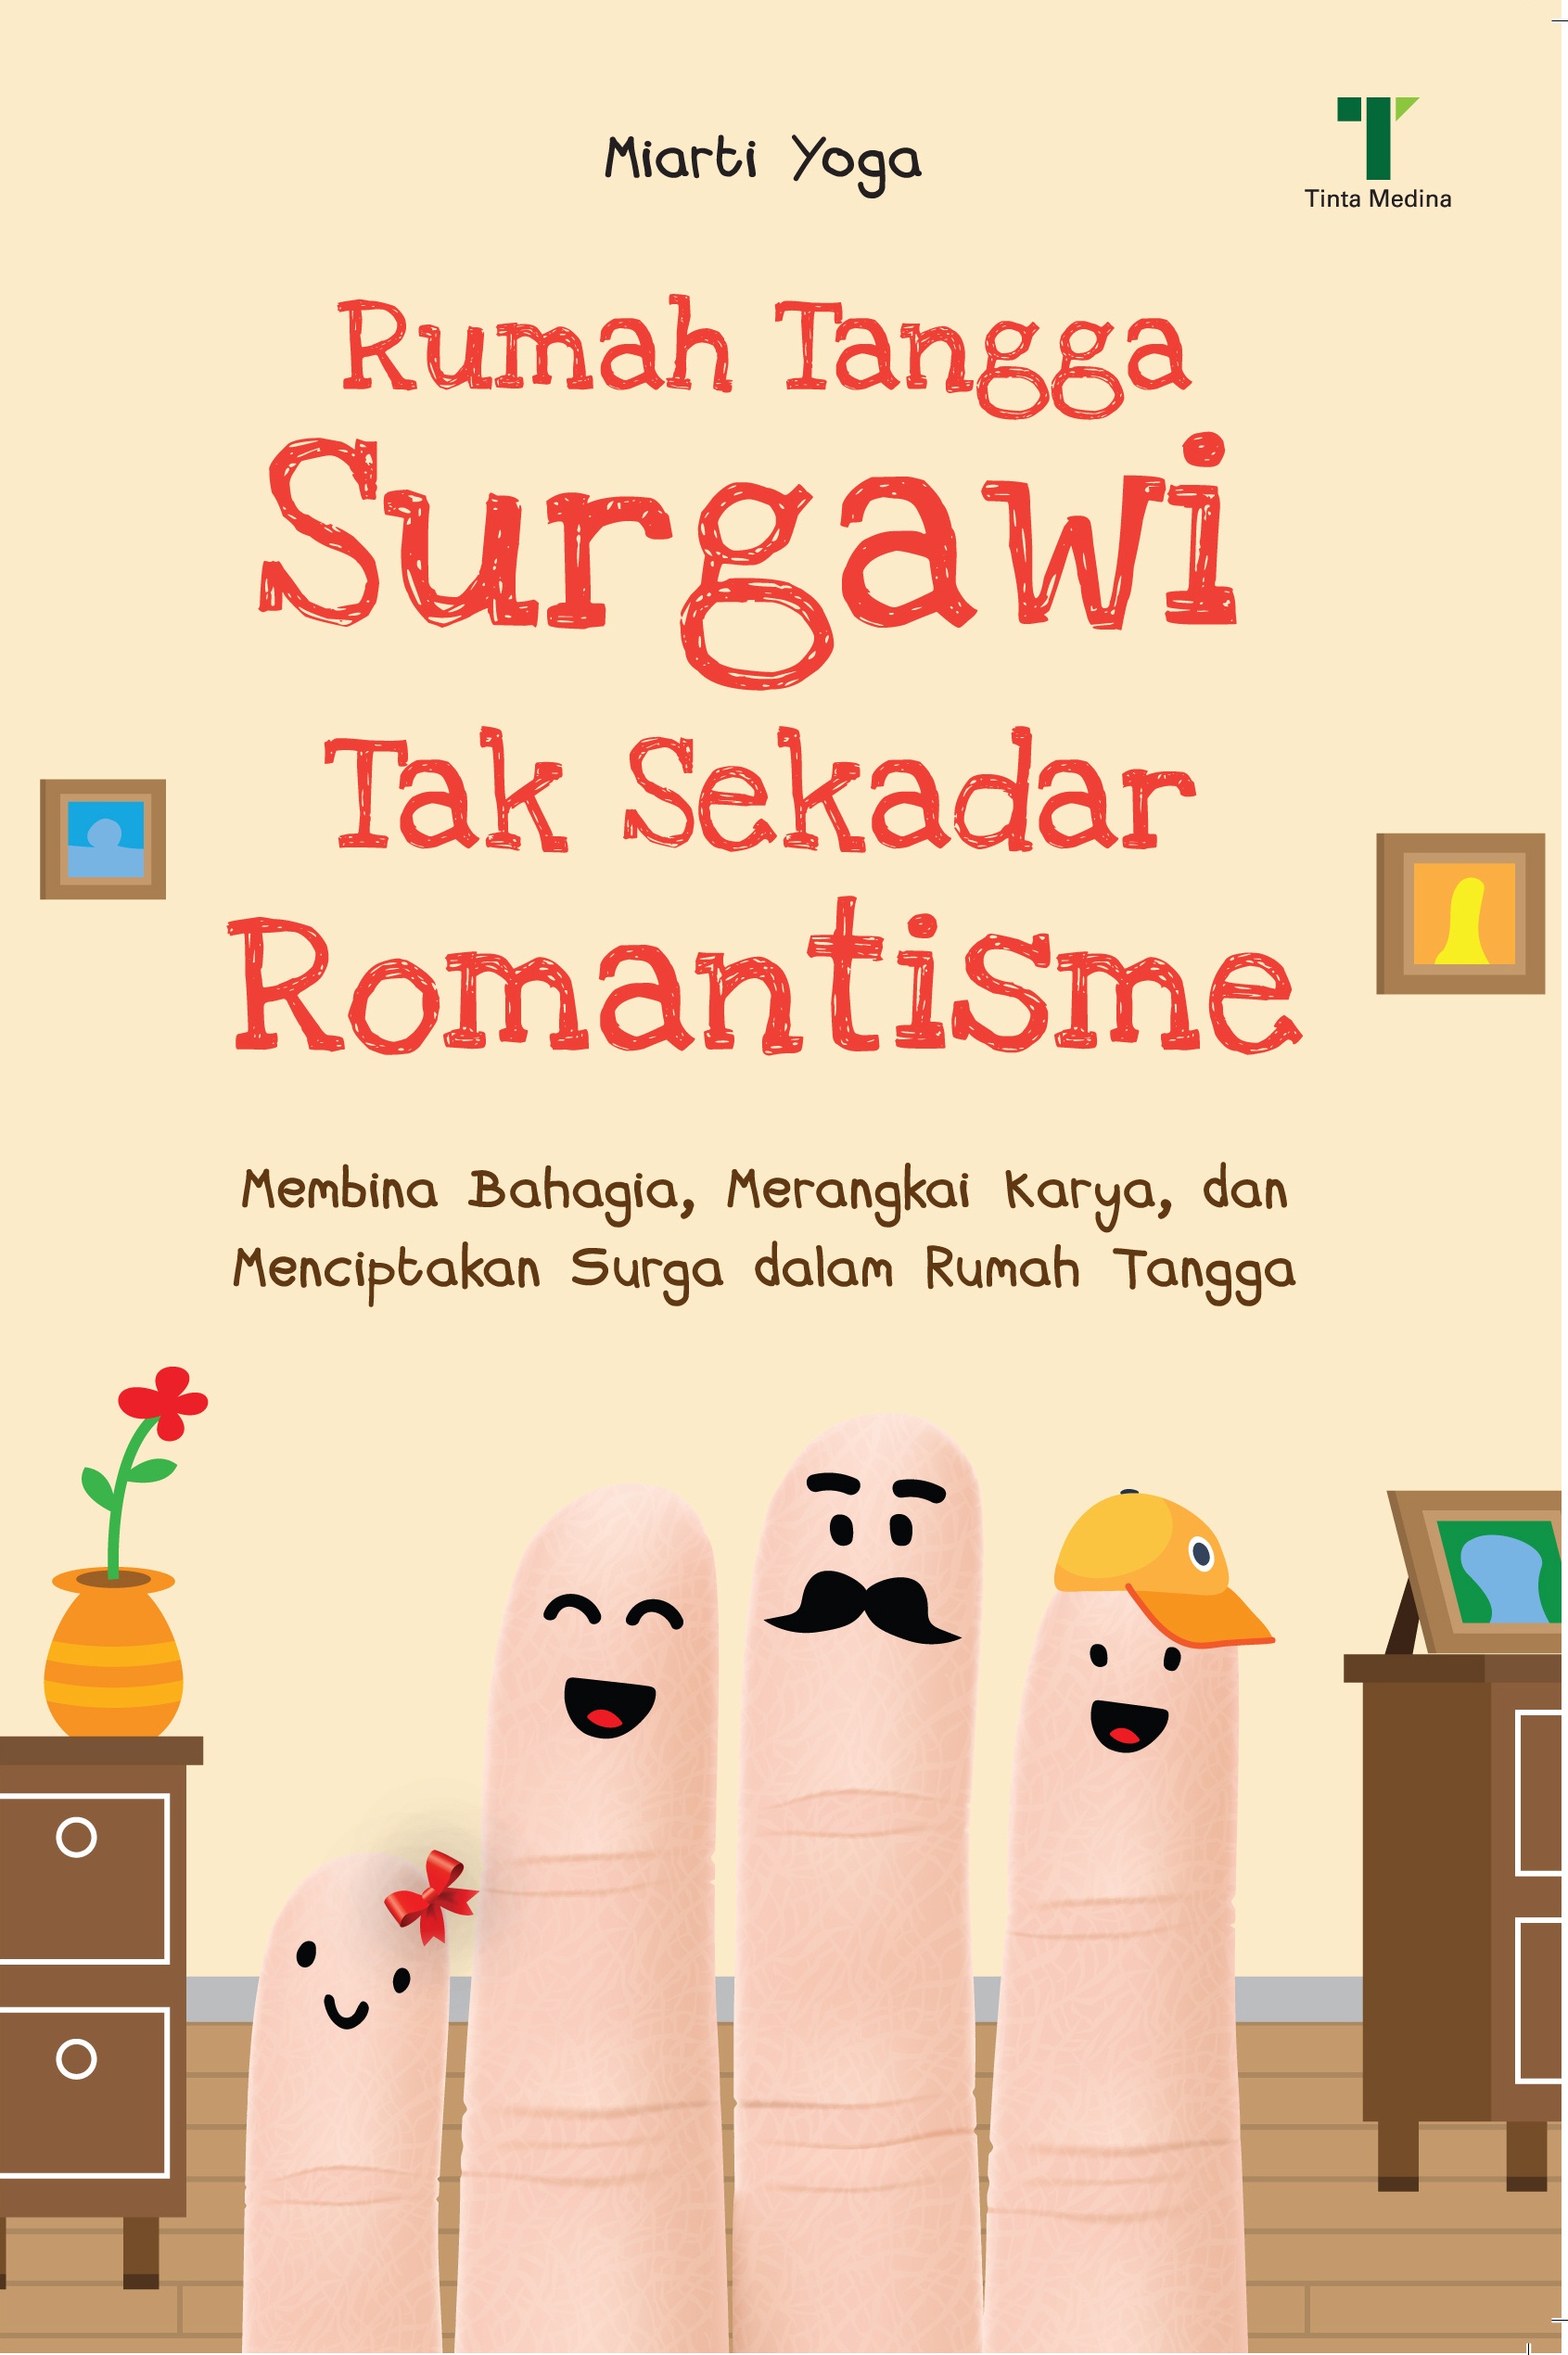 Miarti Yoga
Tinta Medina
Rumah Tangga
Surgawi
Tak Sekadar
Romantisme
Membina Bahagia, Merangkai Karya, dan
Menciptakan Surga dalam Rumah Tangga